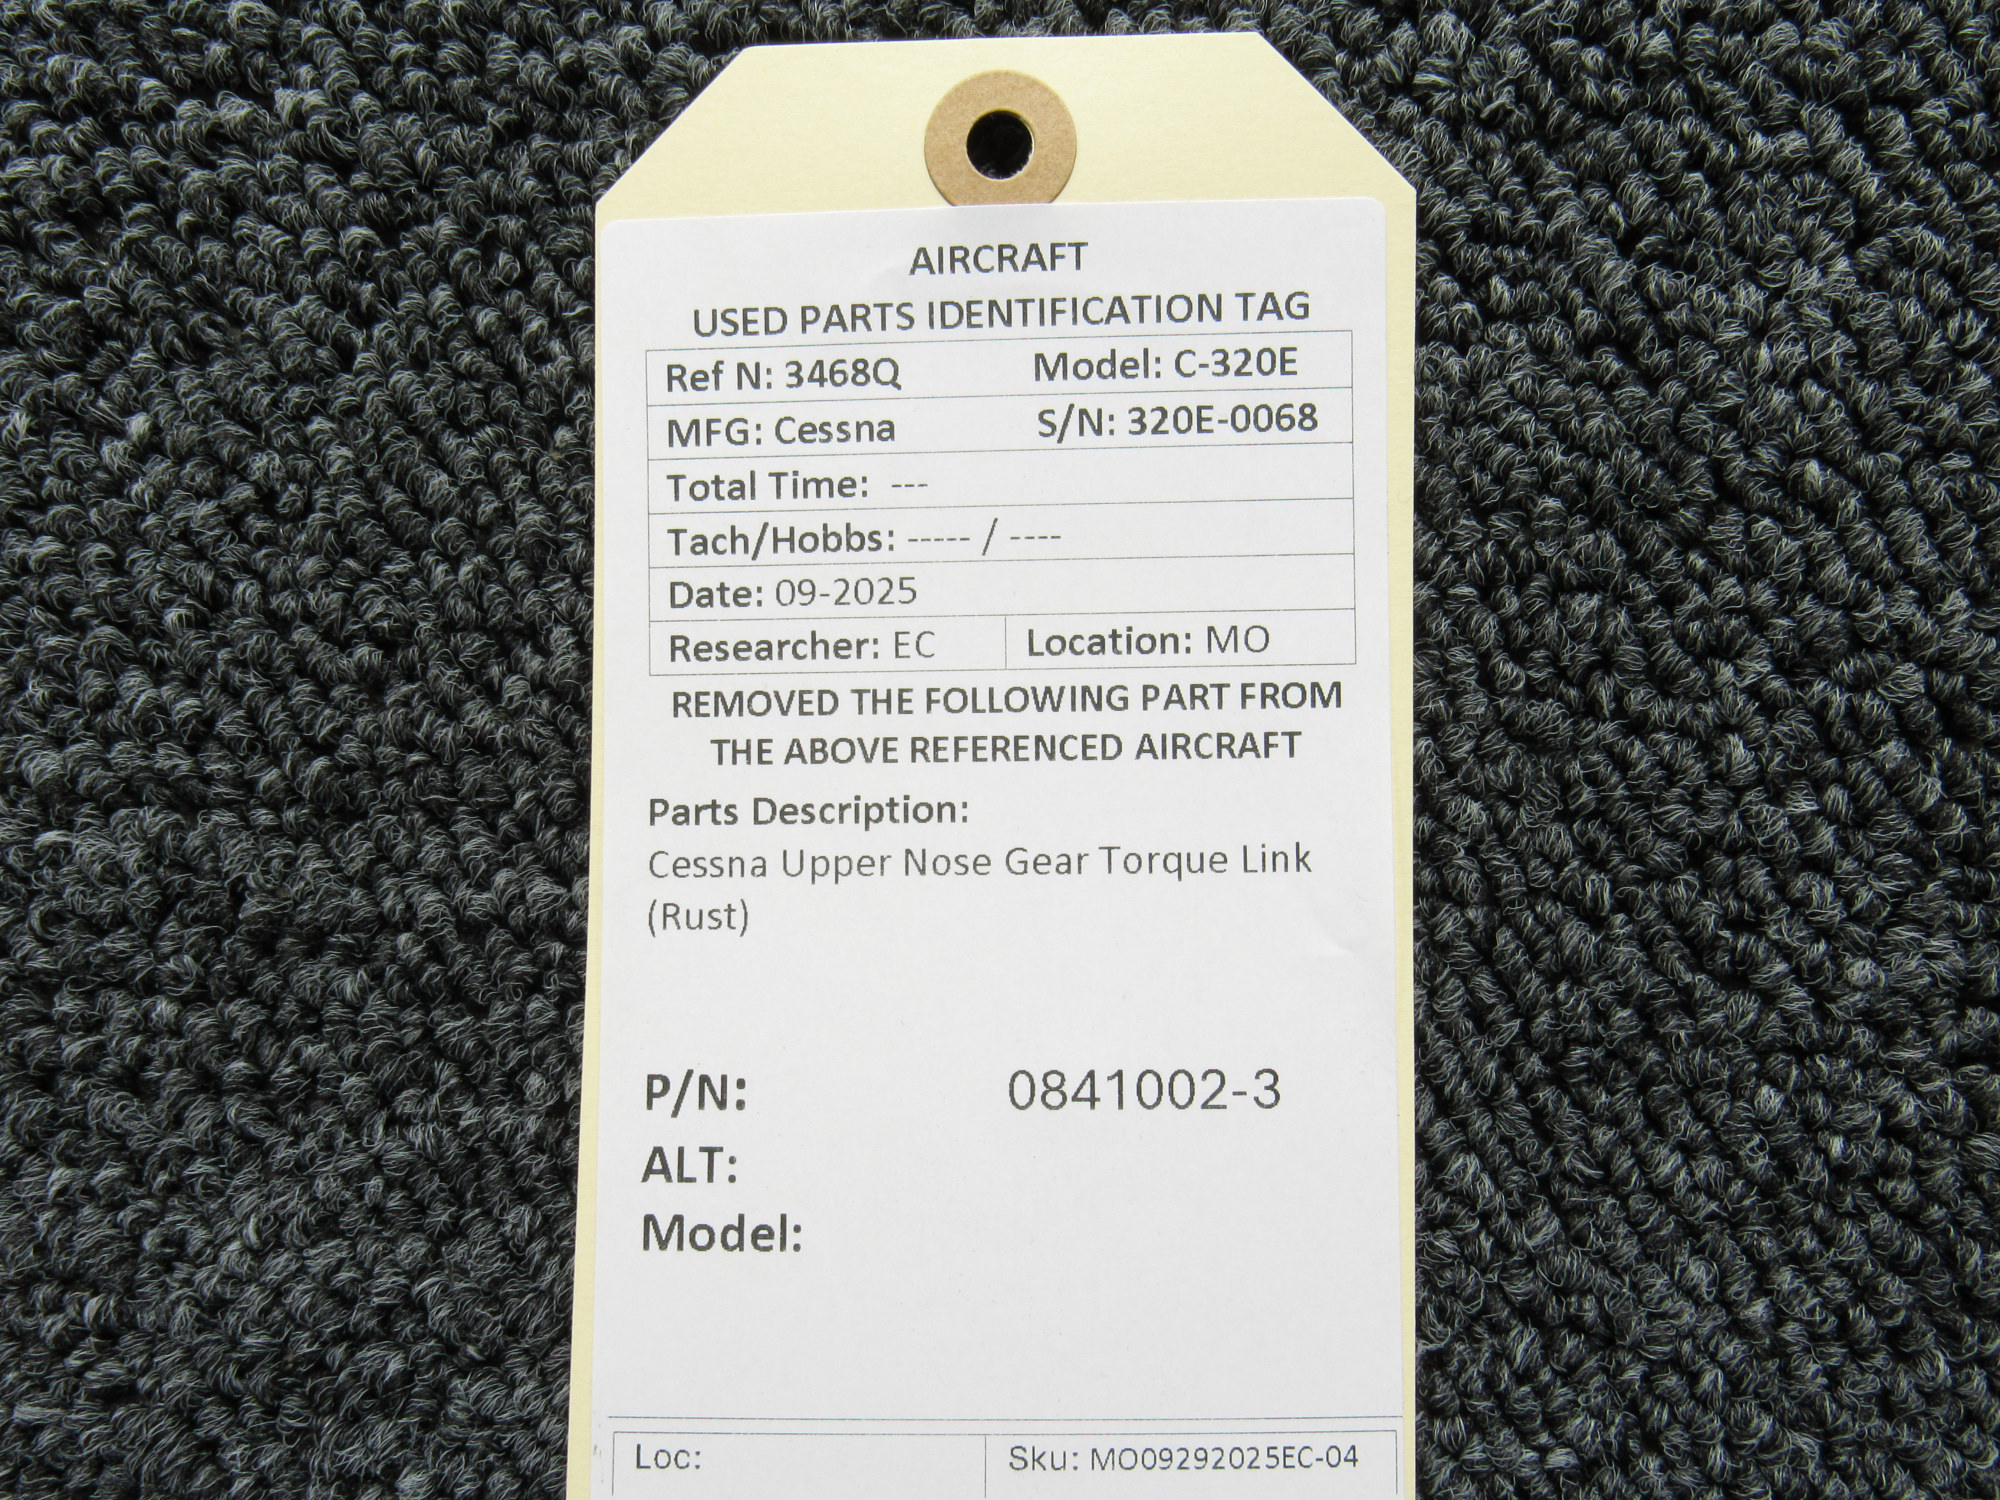 AIRCRAFT
USED PARTS IDENTIFICATION TAG
Ref N: 3468Q Model: C-320E
MFG: Cessna S/N: 320E-0068
Total Time: ---
Tach/Hobbs: ----- / ----
Date: 09-2025
Researcher: EC Location: MO
REMOVED THE FOLLOWING PART FROM
THE ABOVE REFERENCED AIRCRAFT
Parts Description:
Cessna Upper Nose Gear Torque Link
(Rust)
P/N: 0841002-3
ALT:
Model:
Loc: Sku: MO09292025EC-04